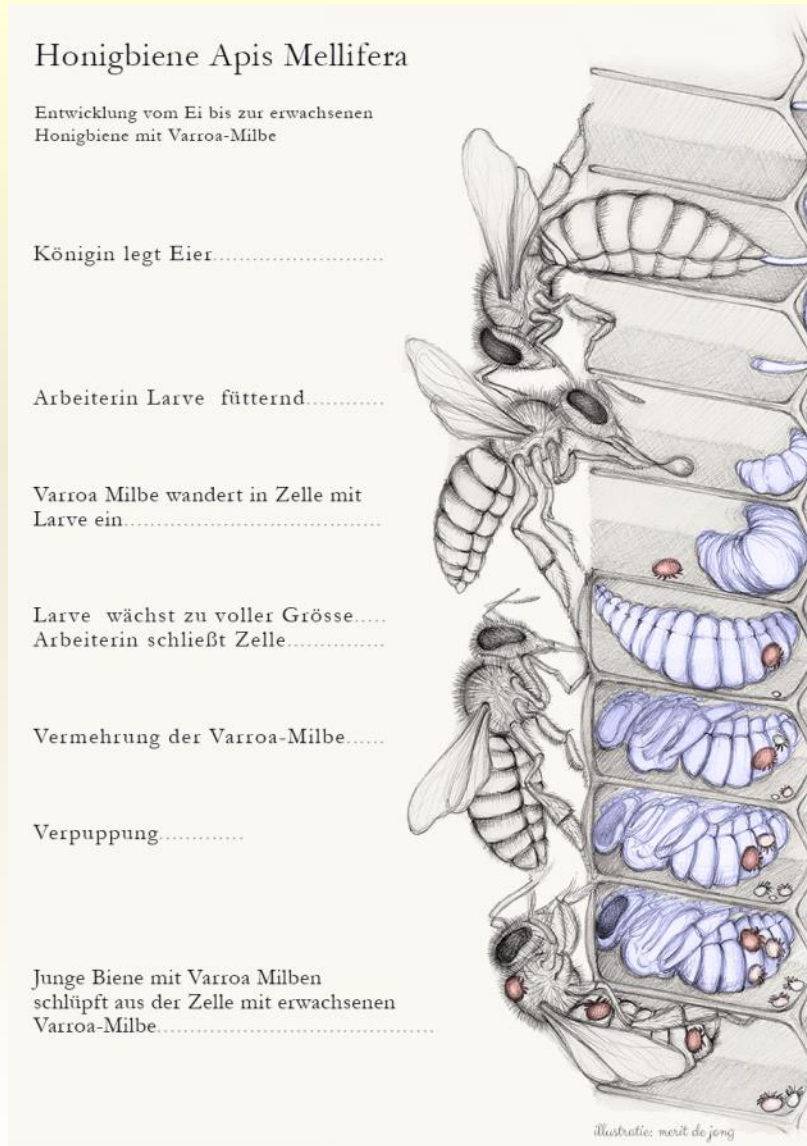 Honigbiene Apis Mellifera
Entwicklung vom Ei bis zur erwachsenen
Honigbiene mit Varroa-Milbe
Königin legt Eier..........................
Arbeiterin Larve fütternd............
Varroa Milbe wandert in Zelle mit
Larve ein.......................................
Larve wächst zu voller Grösse.....
Arbeiterin schließt Zelle...............
Vermehrung der Varroa-Milbe......
Verpuppung.............
Junge Biene mit Varroa Milben
schlüpft aus der Zelle mit erwachsenen
Varroa-Milbe..........................................
illustratie: merit de jong